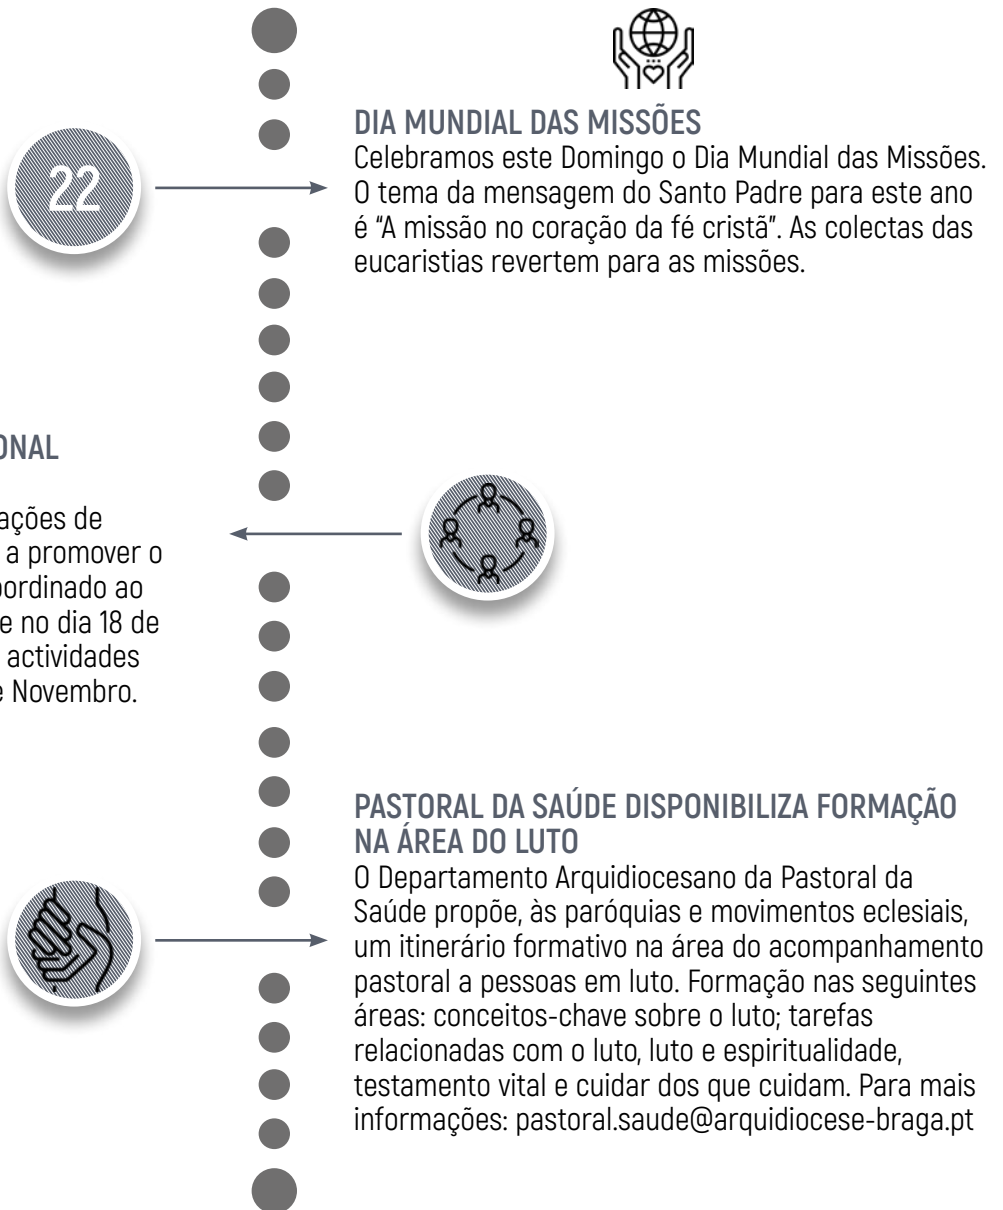 22
DIA MUNDIAL DAS MISSÕES
Celebramos este Domingo o Dia Mundial das Missões.
O tema da mensagem do Santo Padre para este ano
é “A missão no coração da fé cristã”. As colectas das
eucaristias revertem para as missões.
ONAL
ações de
a promover o
ordinado ao
e no dia 18 de
actividades
e Novembro.
PASTORAL DA SAÚDE DISPONIBILIZA FORMAÇÃO
NA ÁREA DO LUTO
O Departamento Arquidiocesano da Pastoral da
Saúde propõe, às paróquias e movimentos eclesiais,
um itinerário formativo na área do acompanhamento
pastoral a pessoas em luto. Formação nas seguintes
áreas: conceitos-chave sobre o luto; tarefas
relacionadas com o luto, luto e espiritualidade,
testamento vital e cuidar dos que cuidam. Para mais
informações: pastoral.saude@arquidiocese-braga.pt